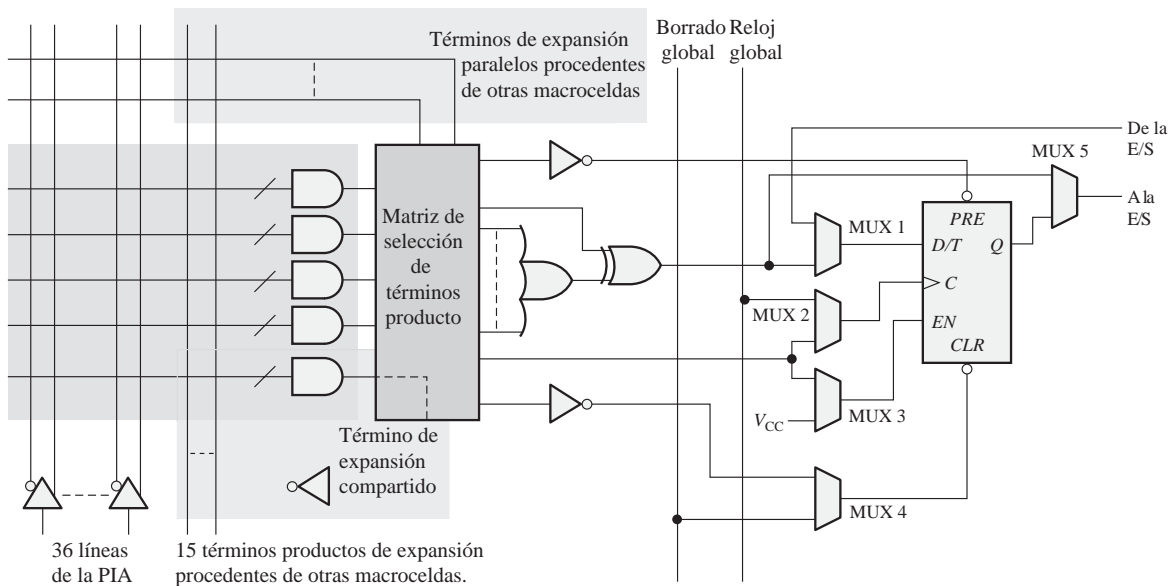 Términos de expansión
paralelos procedentes
de otras macroceldas
Borrado
global
Reloj
global
De la
E/S
MUX 5
A la
E/S
MUX 1
PRE
D/T
Q
C
EN
CLR
MUX 2
MUX 3
VCC
MUX 4
Matriz de
selección
de
términos
producto
Término de
expansión
compartido
36 líneas
de la PIA
15 términos productos de expansión
procedentes de otras macroceldas.